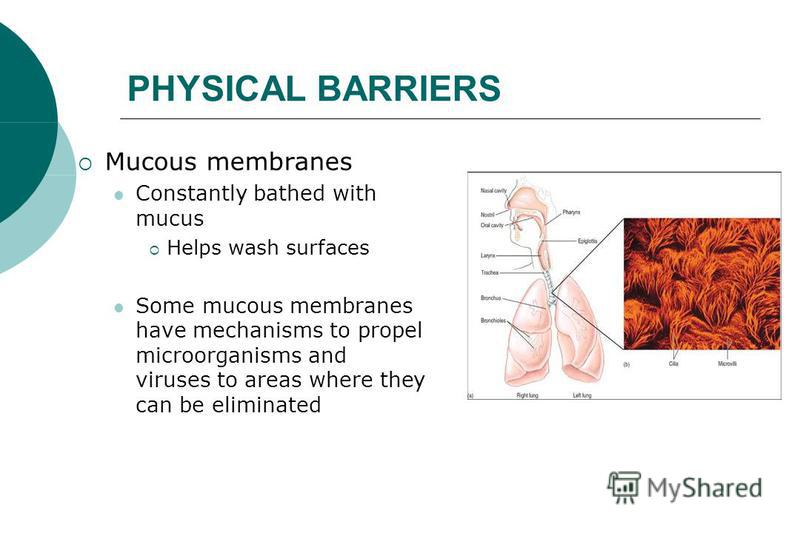 PHYSICAL BARRIERS
Mucous membranes
Constantly bathed with
mucus
Helps wash surfaces
Some mucous membranes
have mechanisms to propel
microorganisms and
viruses to areas where they
can be eliminated
Nasal cavity
Nostril
Oral cavity
Pharynx
Epiglottis
Larynx
Trachea
Bronchus
Bronchioles
Right lung
Left lung
(a)
(b)
Cilia
Microvilli
MyShared